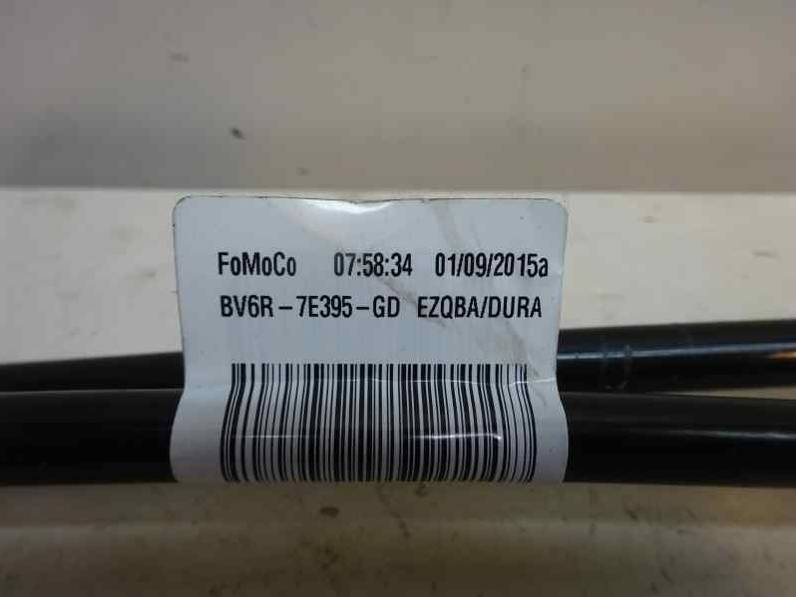 FoMoCo 07:58:34 01/09/2015a
BV6R-7E395-GD EZQBA/DURA